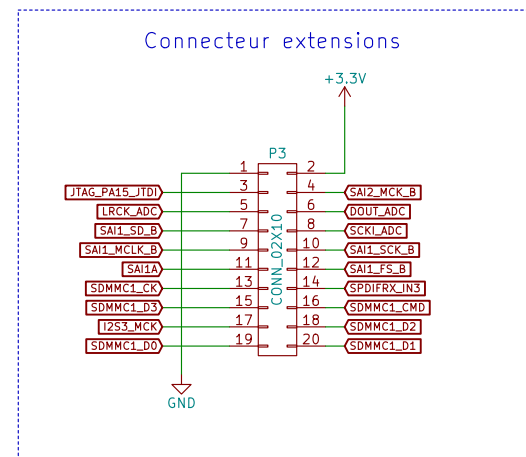 Connecteur extensions
+3.3V
P3
1 2
JTAG_PA15_JTDI 3 4 SAI2_MCK_B
LRCK_ADC 5 6 DOUT_ADC
SAI1_SD_B 7 8 SCKI_ADC
SAI1_MCLK_B 9 10 SAI1_SCK_B
SAI1A 11 12 SAI1_FS_B
SDMMC1_CK 13 14 SPDIFRX_IN3
SDMMC1_D3 15 16 SDMMC1_CMD
I2S3_MCK 17 18 SDMMC1_D2
SDMMC1_D0 19 20 SDMMC1_D1
CONN_02X10
GND